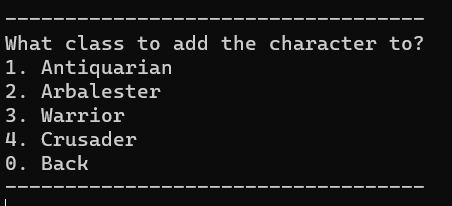 -----------------------------------
What class to add the character to?
1. Antiquarian
2. Arbalester
3. Warrior
4. Crusader
0. Back
-----------------------------------